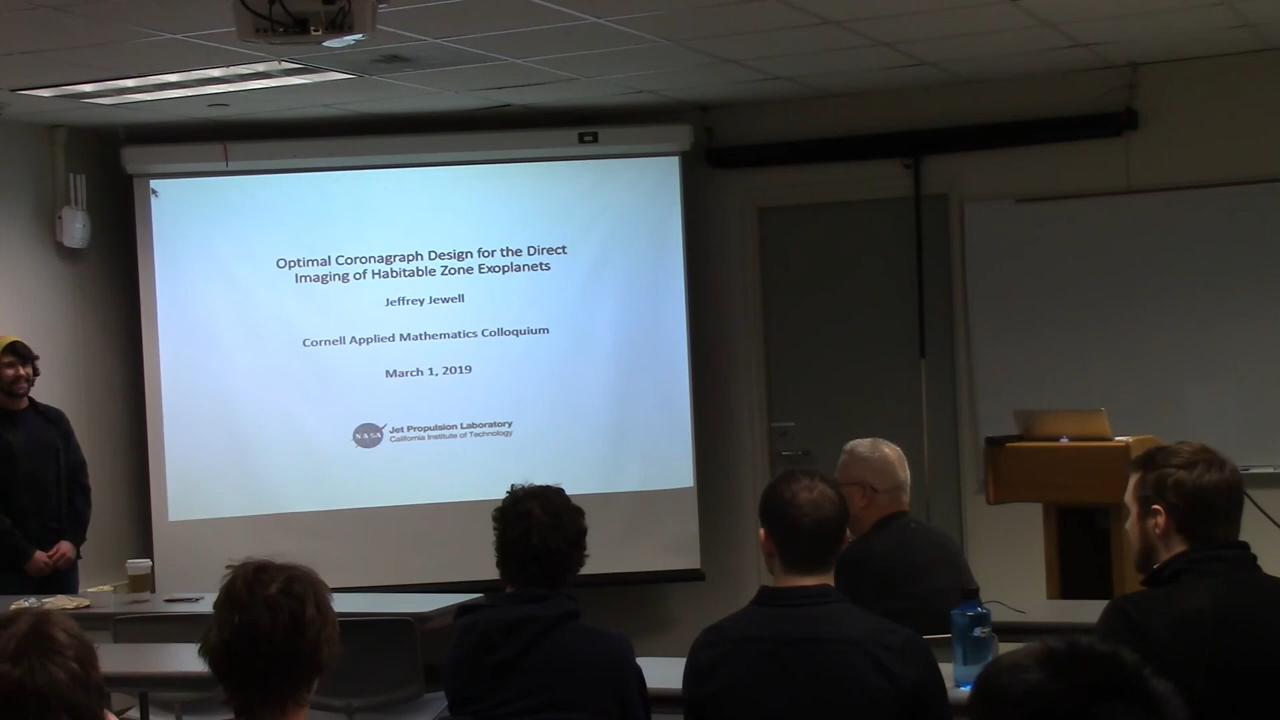 Optimal Coronagraph Design for the Direct
Imaging of Habitable Zone Exoplanets
Jeffrey Jewell
Cornell Applied Mathematics Colloquium
March 1, 2019
NASA
Jet Propulsion Laboratory
California Institute of Technology